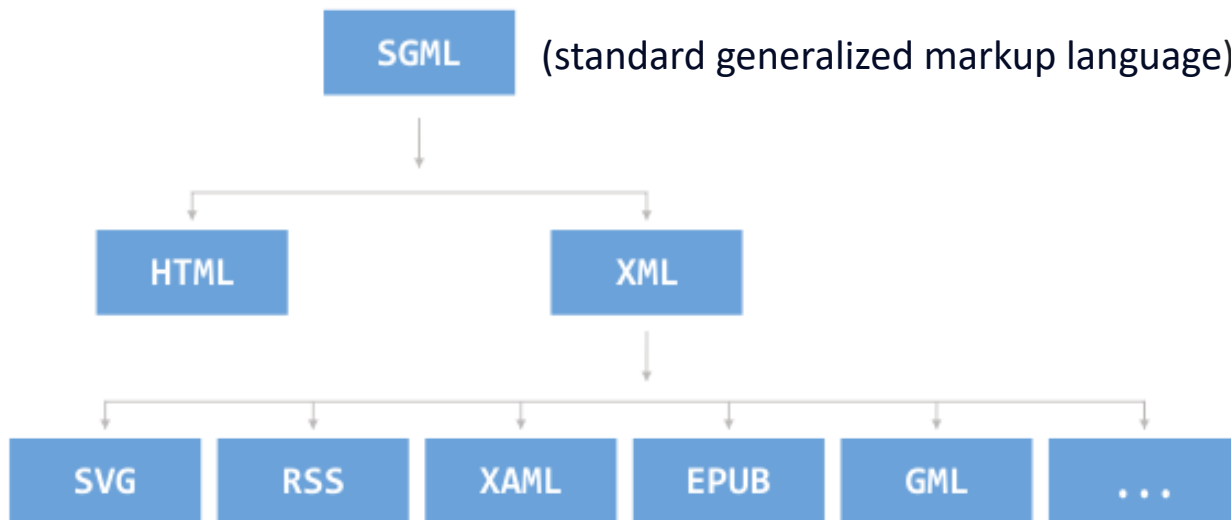 SGML (standard generalized markup language)
HTML XML
SVG RSS XAML EPUB GML ...